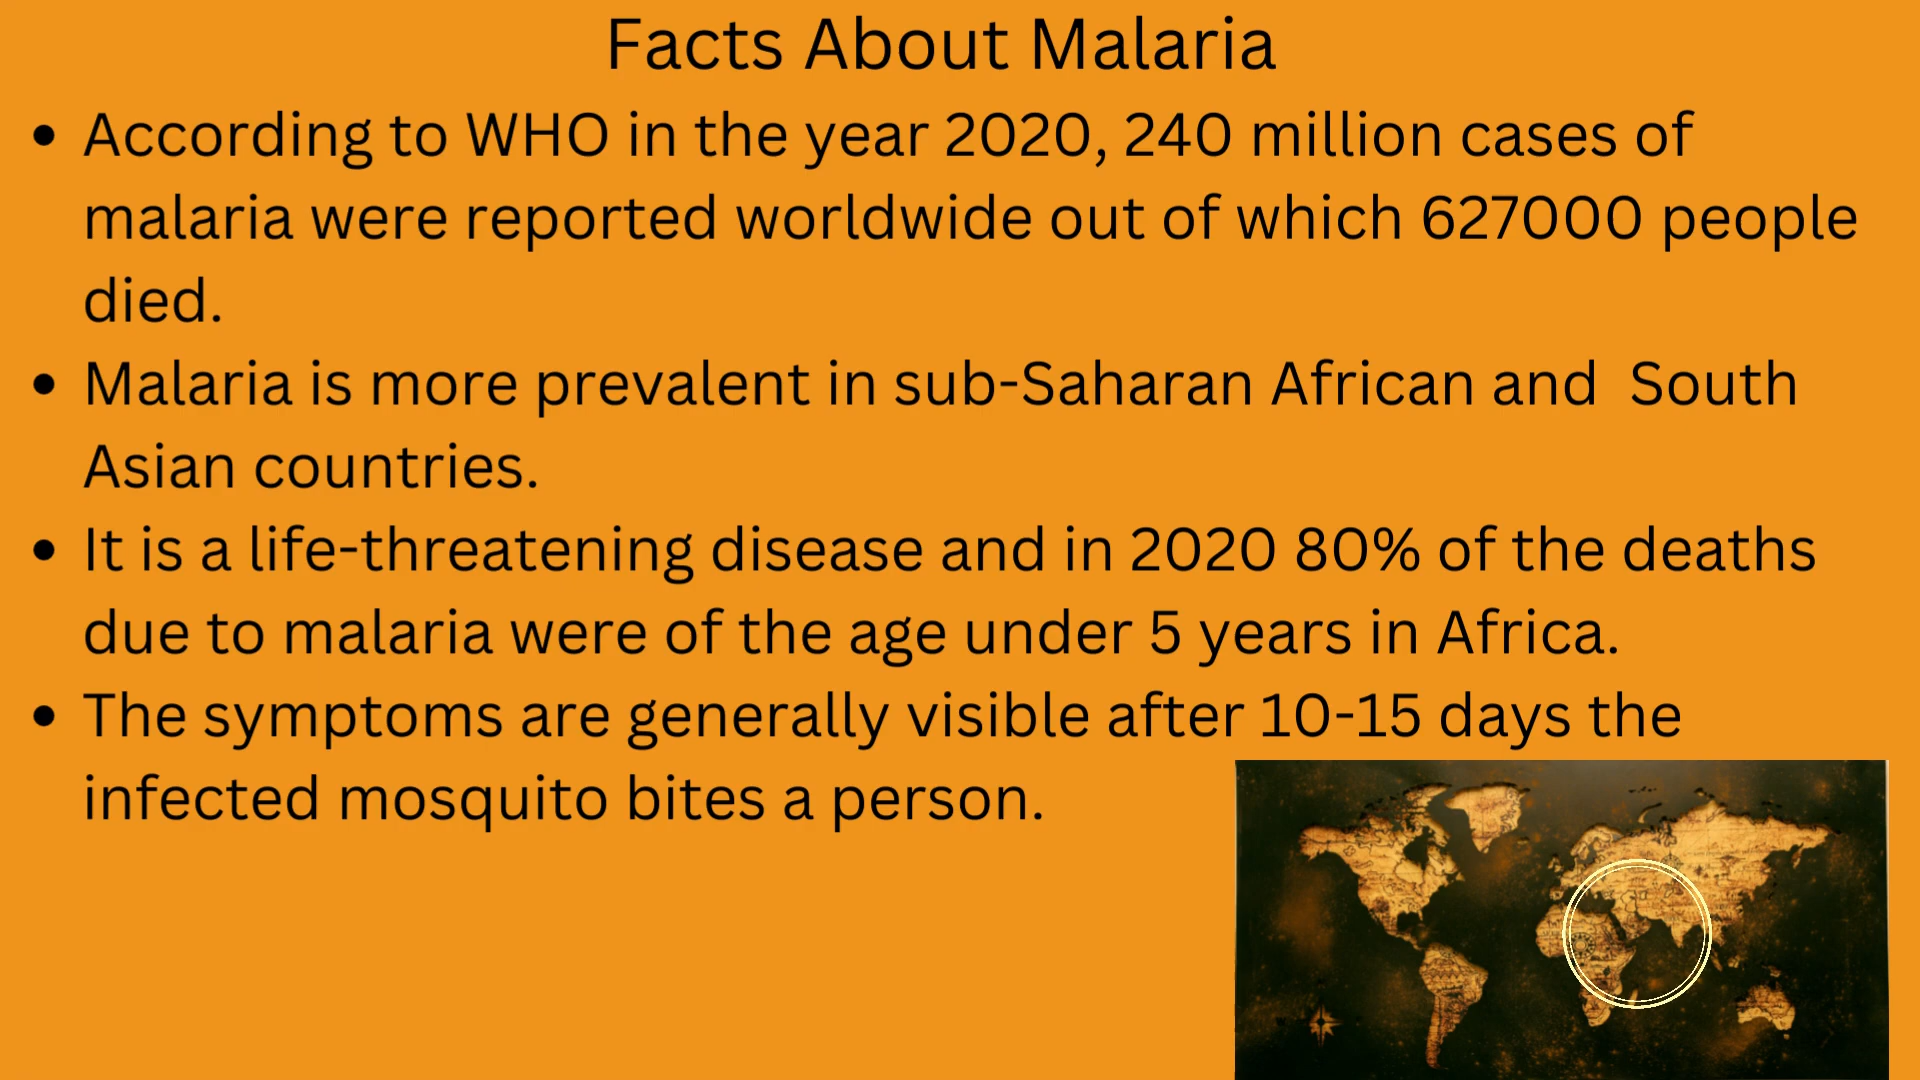 Facts About Malaria
• According to WHO in the year 2020, 240 million cases of
malaria were reported worldwide out of which 627000 people
died.
• Malaria is more prevalent in sub-Saharan African and  South
Asian countries.
• It is a life-threatening disease and in 2020 80% of the deaths
due to malaria were of the age under 5 years in Africa.
• The symptoms are generally visible after 10-15 days the
infected mosquito bites a person.